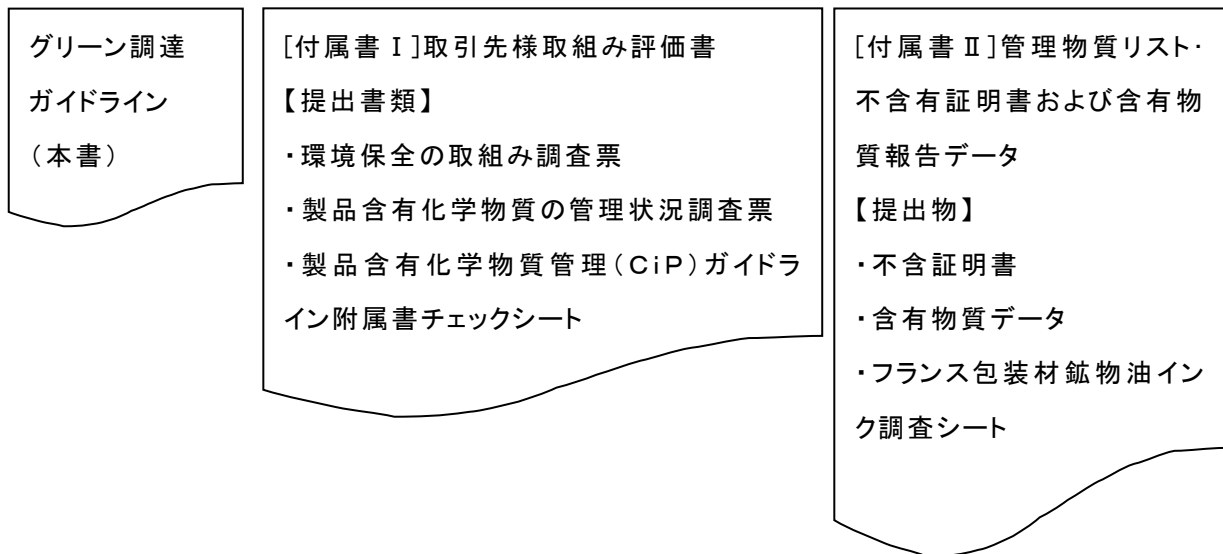 グリーン調達
ガイドライン
（本書）
[付属書Ⅰ]取引先様取組み評価書
【提出書類】
・環境保全の取組み調査票
・製品含有化学物質の管理状況調査票
・製品含有化学物質管理（ＣｉＰ）ガイドラ
イン附属書チェックシート
[付属書Ⅱ]管理物質リスト・
不含有証明書および含有物
質報告データ
【提出物】
・不含証明書
・含有物質データ
・フランス包装材鉱物油イン
ク調査シート